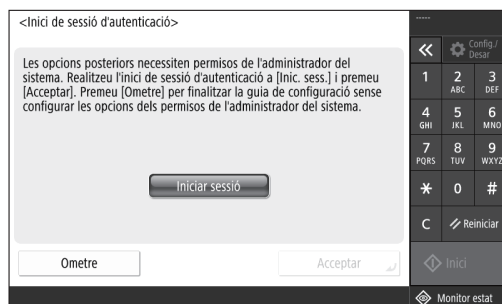 <Inici de sessió d'autenticació>
Les opcions posteriors necessiten permisos de l'administrador del
sistema. Realitzeu l'inici de sessió d'autenticació a [Inic. sess.] i premeu
[Acceptar]. Premeu [Ometre] per finalitzar la guia de configuració sense
configurar les opcions dels permisos de l'administrador del sistema.
Iniciar sessió
Ometre
Acceptar
-----
Config./
Desar
1 2 3
ABC DEF
4 5 6
GHI JKL MNO
7 8 9
PQRS TUV WXYZ
* 0 #
C Reiniciar
Inici
Monitor estat